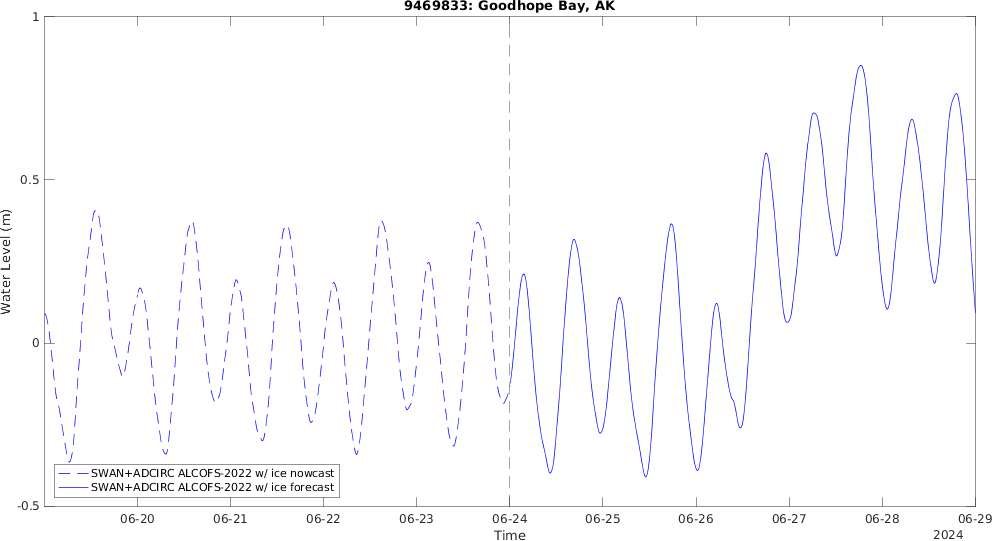 9469833: Goodhope Bay, AK
1
0.5
0
-0.5
Water Level (m)
SWAN+ADCIRC ALCOFS-2022 w/ ice nowcast
SWAN+ADCIRC ALCOFS-2022 w/ ice forecast
06-20 06-21 06-22 06-23 06-24 06-25 06-26 06-27 06-28 06-29
Time
2024